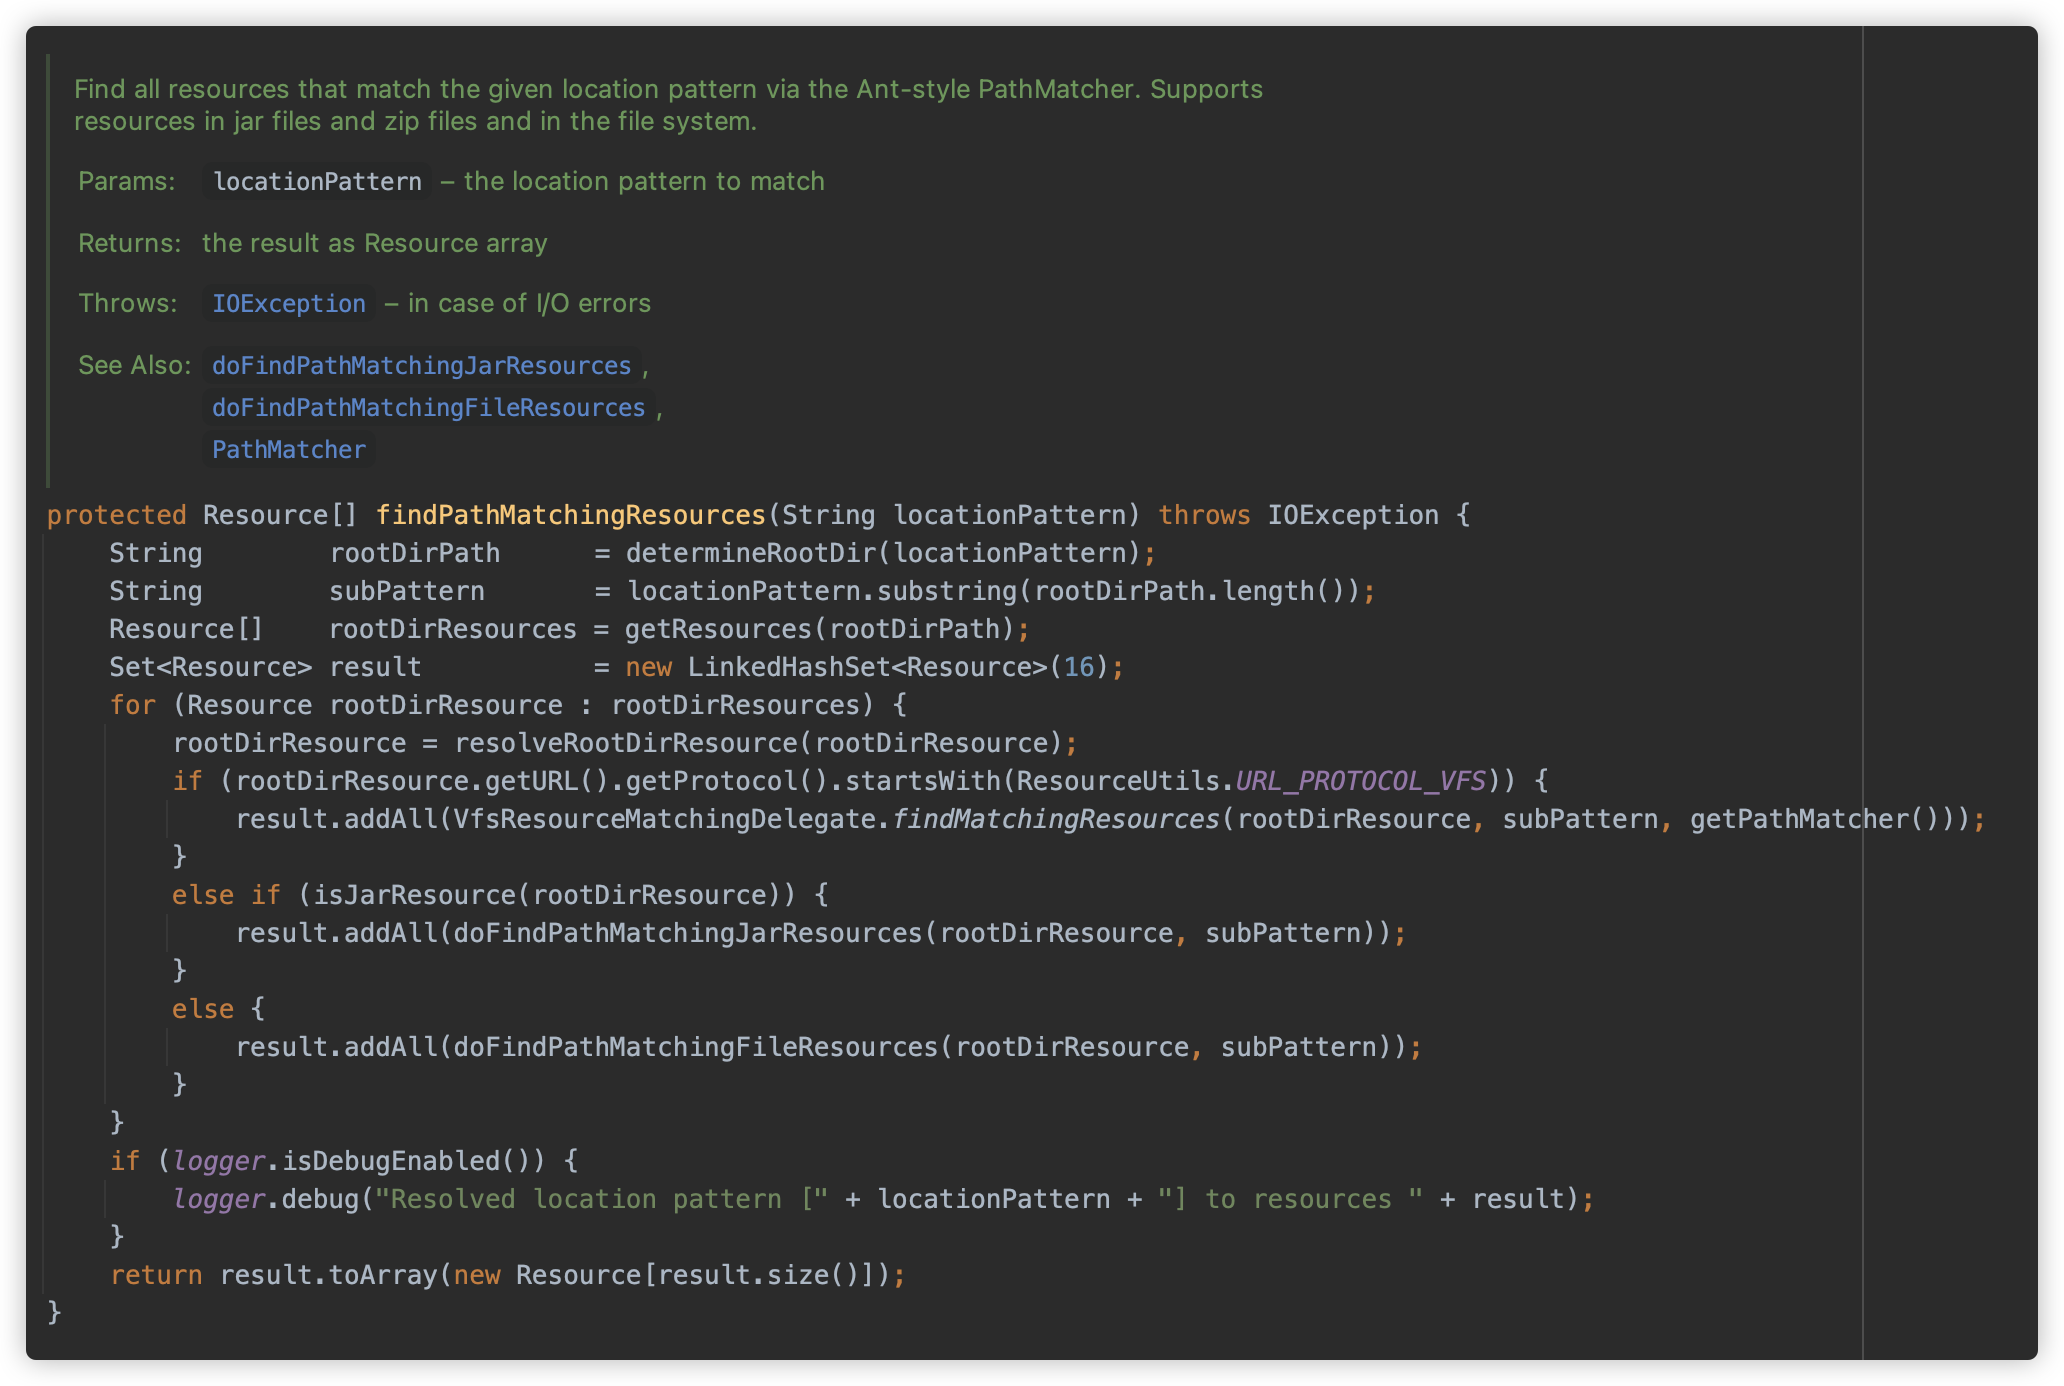 Find all resources that match the given location pattern via the Ant-style PathMatcher. Supports
resources in jar files and zip files and in the file system.
Params: locationPattern – the location pattern to match
Returns: the result as Resource array
Throws: IOException – in case of I/O errors
See Also: doFindPathMatchingJarResources,
doFindPathMatchingFileResources,
PathMatcher
protected Resource[] findPathMatchingResources(String locationPattern) throws IOException {
    String        rootDirPath      = determineRootDir(locationPattern);
    String        subPattern       = locationPattern.substring(rootDirPath.length());
    Resource[]    rootDirResources = getResources(rootDirPath);
    Set<Resource> result           = new LinkedHashSet<Resource>(16);
    for (Resource rootDirResource : rootDirResources) {
        rootDirResource = resolveRootDirResource(rootDirResource);
        if (rootDirResource.getURL().getProtocol().startsWith(ResourceUtils.URL_PROTOCOL_VFS)) {
            result.addAll(VfsResourceMatchingDelegate.findMatchingResources(rootDirResource, subPattern, getPathMatcher()));
        }
        else if (isJarResource(rootDirResource)) {
            result.addAll(doFindPathMatchingJarResources(rootDirResource, subPattern));
        }
        else {
            result.addAll(doFindPathMatchingFileResources(rootDirResource, subPattern));
        }
    }
    if (logger.isDebugEnabled()) {
        logger.debug("Resolved location pattern [" + locationPattern + "] to resources " + result);
    }
    return result.toArray(new Resource[result.size()]);
}